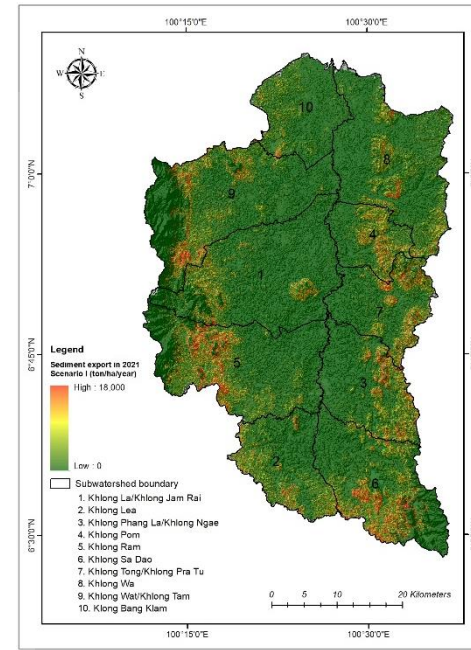 100°15'0"E 100°30'0"E
N
W E
S
10
8
7°0'0"N
9
4
1
7
6°45'0"N
Legend
Sediment export in 2021
Scenario I (ton/ha/year)
High : 18,000
Low : 0
5
3
2
6
Subwatershed boundary
1. Khlong La/Khlong Jam Rai
2. Khlong Lea
3. Khlong Phang La/Khlong Ngae
4. Khlong Pom
5. Khlong Ram
6. Khlong Sa Dao
7. Khlong Tong/Khlong Pra Tu
8. Khlong Wa
9. Khlong Wat/Khlong Tam
10. Klong Bang Klam
6°30'0"N
0 5 10 20 Kilometers
100°15'0"E 100°30'0"E